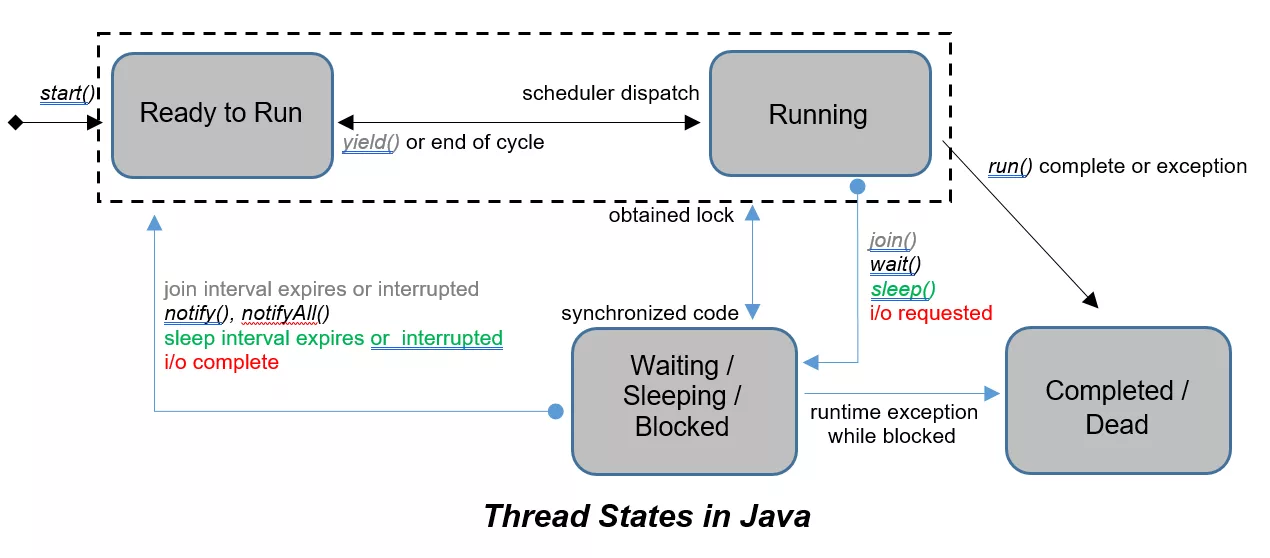 start()
Ready to Run
scheduler dispatch
yield() or end of cycle
Running
run() complete or exception
obtained lock
join()
wait()
sleep()
i/o requested
join interval expires or interrupted
notify(), notifyAll()
sleep interval expires or interrupted
i/o complete
synchronized code
Waiting /
Sleeping /
Blocked
runtime exception
while blocked
Completed /
Dead
Thread States in Java